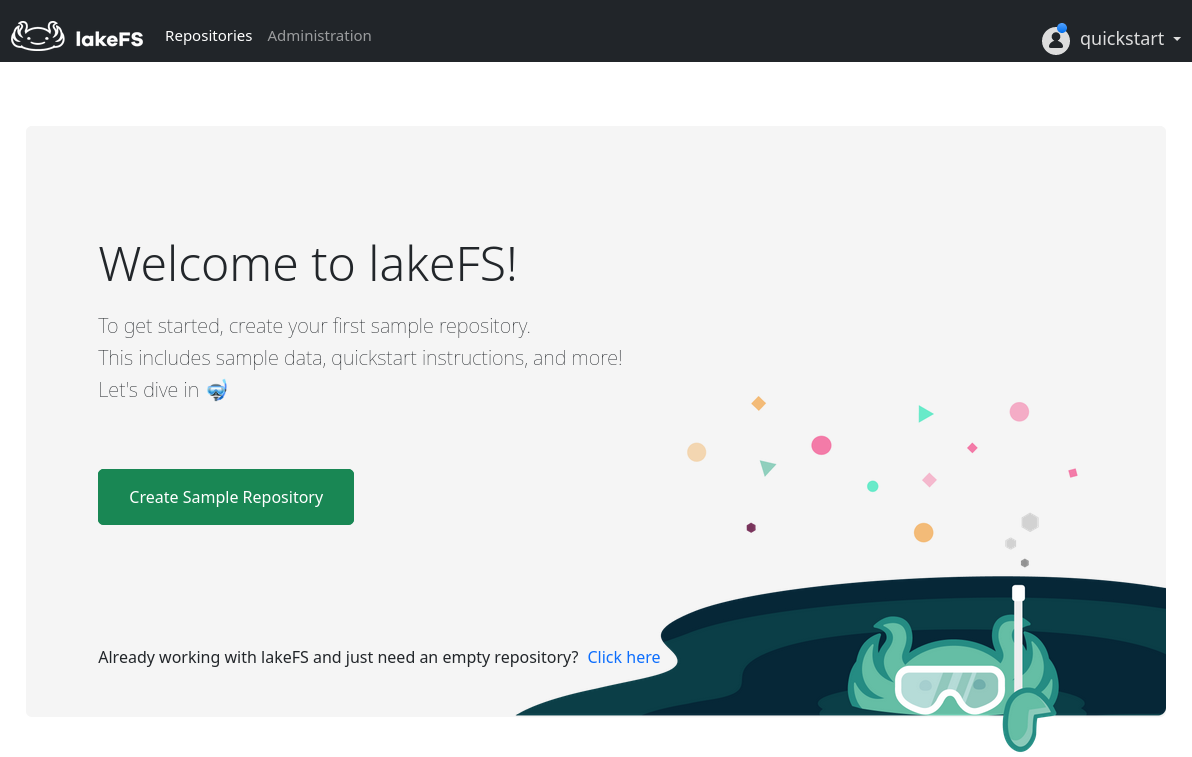 lakeFS Repositories Administration quickstart
Welcome to lakeFS!
To get started, create your first sample repository.
This includes sample data, quickstart instructions, and more!
Let's dive in 🤿
Create Sample Repository
Already working with lakeFS and just need an empty repository? Click here